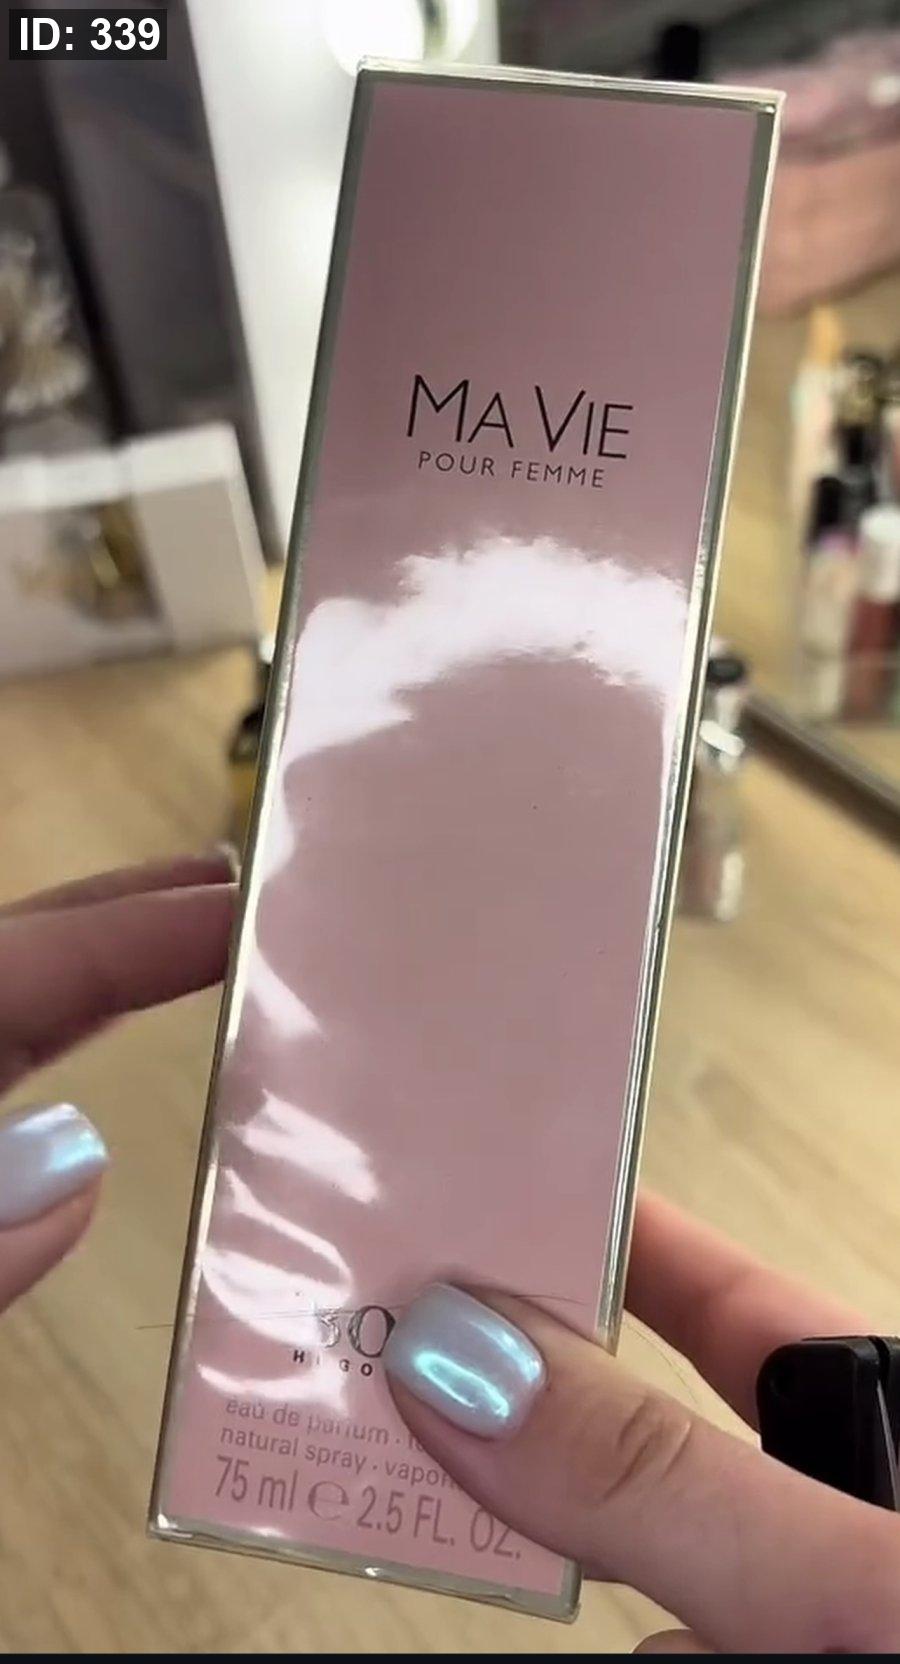 ID: 339
MA VIE
POUR FEMME
eau de parfum
natural spray
75 ml e 2.5 FL. OZ.